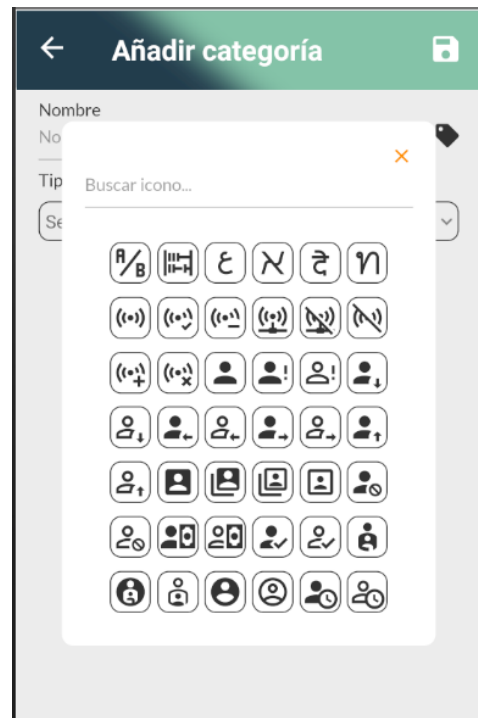 Añadir categoría
Nombre
No
Tip
Buscar icono...
Se
A/B
ع
ת